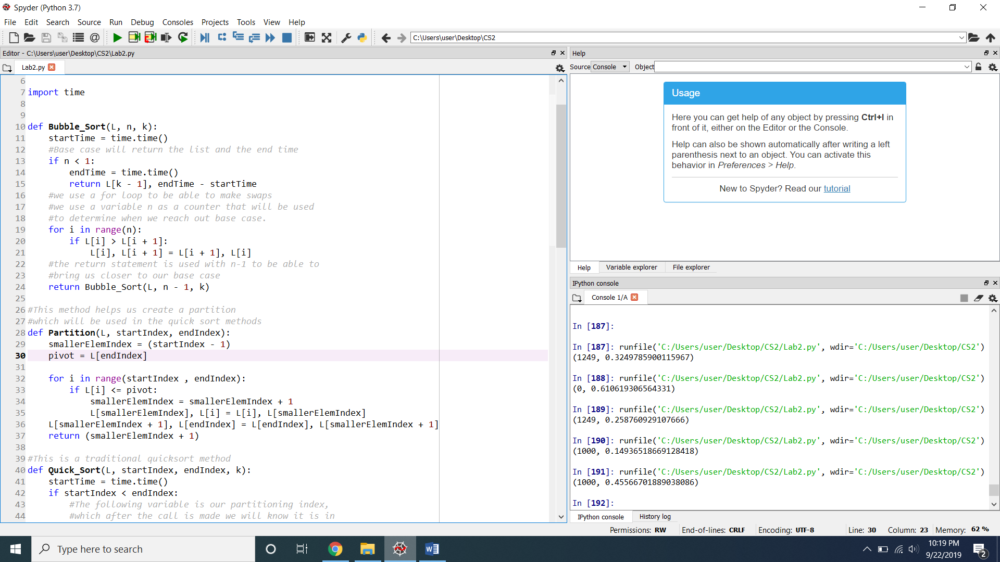 Spyder (Python 3.7)
File Edit Search Source Run Debug Consoles Projects Tools View Help
C:\Users\user\Desktop\CS2
Editor - C:\Users\user\Desktop\CS2\Lab2.py
Lab2.py
6
7 import time
8
9
10 def Bubble_Sort(L, n, k):
11     startTime = time.time()
12     #Base case will return the list and the end time
13     if n < 1:
14         endTime = time.time()
15         return L[k - 1], endTime - startTime
16     #we use a for loop to be able to make swaps
17     #we use a variable n as a counter that will be used
18     #to determine when we reach out base case.
19     for i in range(n):
20         if L[i] > L[i + 1]:
21             L[i], L[i + 1] = L[i + 1], L[i]
22     #the return statement is used with n-1 to be able to
23     #bring us closer to our base case
24     return Bubble_Sort(L, n - 1, k)
25
26 #This method helps us create a partition
27 #which will be used in the quick sort methods
28 def Partition(L, startIndex, endIndex):
29     smallerElemIndex = (startIndex - 1)
30     pivot = L[endIndex]
31
32     for i in range(startIndex , endIndex):
33         if L[i] <= pivot:
34             smallerElemIndex = smallerElemIndex + 1
35             L[smallerElemIndex], L[i] = L[i], L[smallerElemIndex]
36     L[smallerElemIndex + 1], L[endIndex] = L[endIndex], L[smallerElemIndex + 1]
37     return (smallerElemIndex + 1)
38
39 #This is a traditional quicksort method
40 def Quick_Sort(L, startIndex, endIndex, k):
41     startTime = time.time()
42     if startIndex < endIndex:
43         #The following variable is our partitioning index,
44         #which after the call is made we will know it is in
Help
Source Console Object
Usage
Here you can get help of any object by pressing Ctrl+I in
front of it, either on the Editor or the Console.
Help can also be shown automatically after writing a left
parenthesis next to an object. You can activate this
behavior in Preferences > Help.
New to Spyder? Read our tutorial
Help Variable explorer File explorer
IPython console
Console 1/A
In [187]:
In [187]: runfile('C:/Users/user/Desktop/CS2/Lab2.py', wdir='C:/Users/user/Desktop/CS2')
(1249, 0.3249785900115967)
In [188]: runfile('C:/Users/user/Desktop/CS2/Lab2.py', wdir='C:/Users/user/Desktop/CS2')
(0, 0.610619306564331)
In [189]: runfile('C:/Users/user/Desktop/CS2/Lab2.py', wdir='C:/Users/user/Desktop/CS2')
(1249, 0.258760929107666)
In [190]: runfile('C:/Users/user/Desktop/CS2/Lab2.py', wdir='C:/Users/user/Desktop/CS2')
(1000, 0.14936518669128418)
In [191]: runfile('C:/Users/user/Desktop/CS2/Lab2.py', wdir='C:/Users/user/Desktop/CS2')
(1000, 0.45566701889038086)
In [192]:
IPython console History log
Permissions: RW End-of-lines: CRLF Encoding: UTF-8 Line: 30 Column: 23 Memory: 62 %
Type here to search
10:19 PM
9/22/2019
2